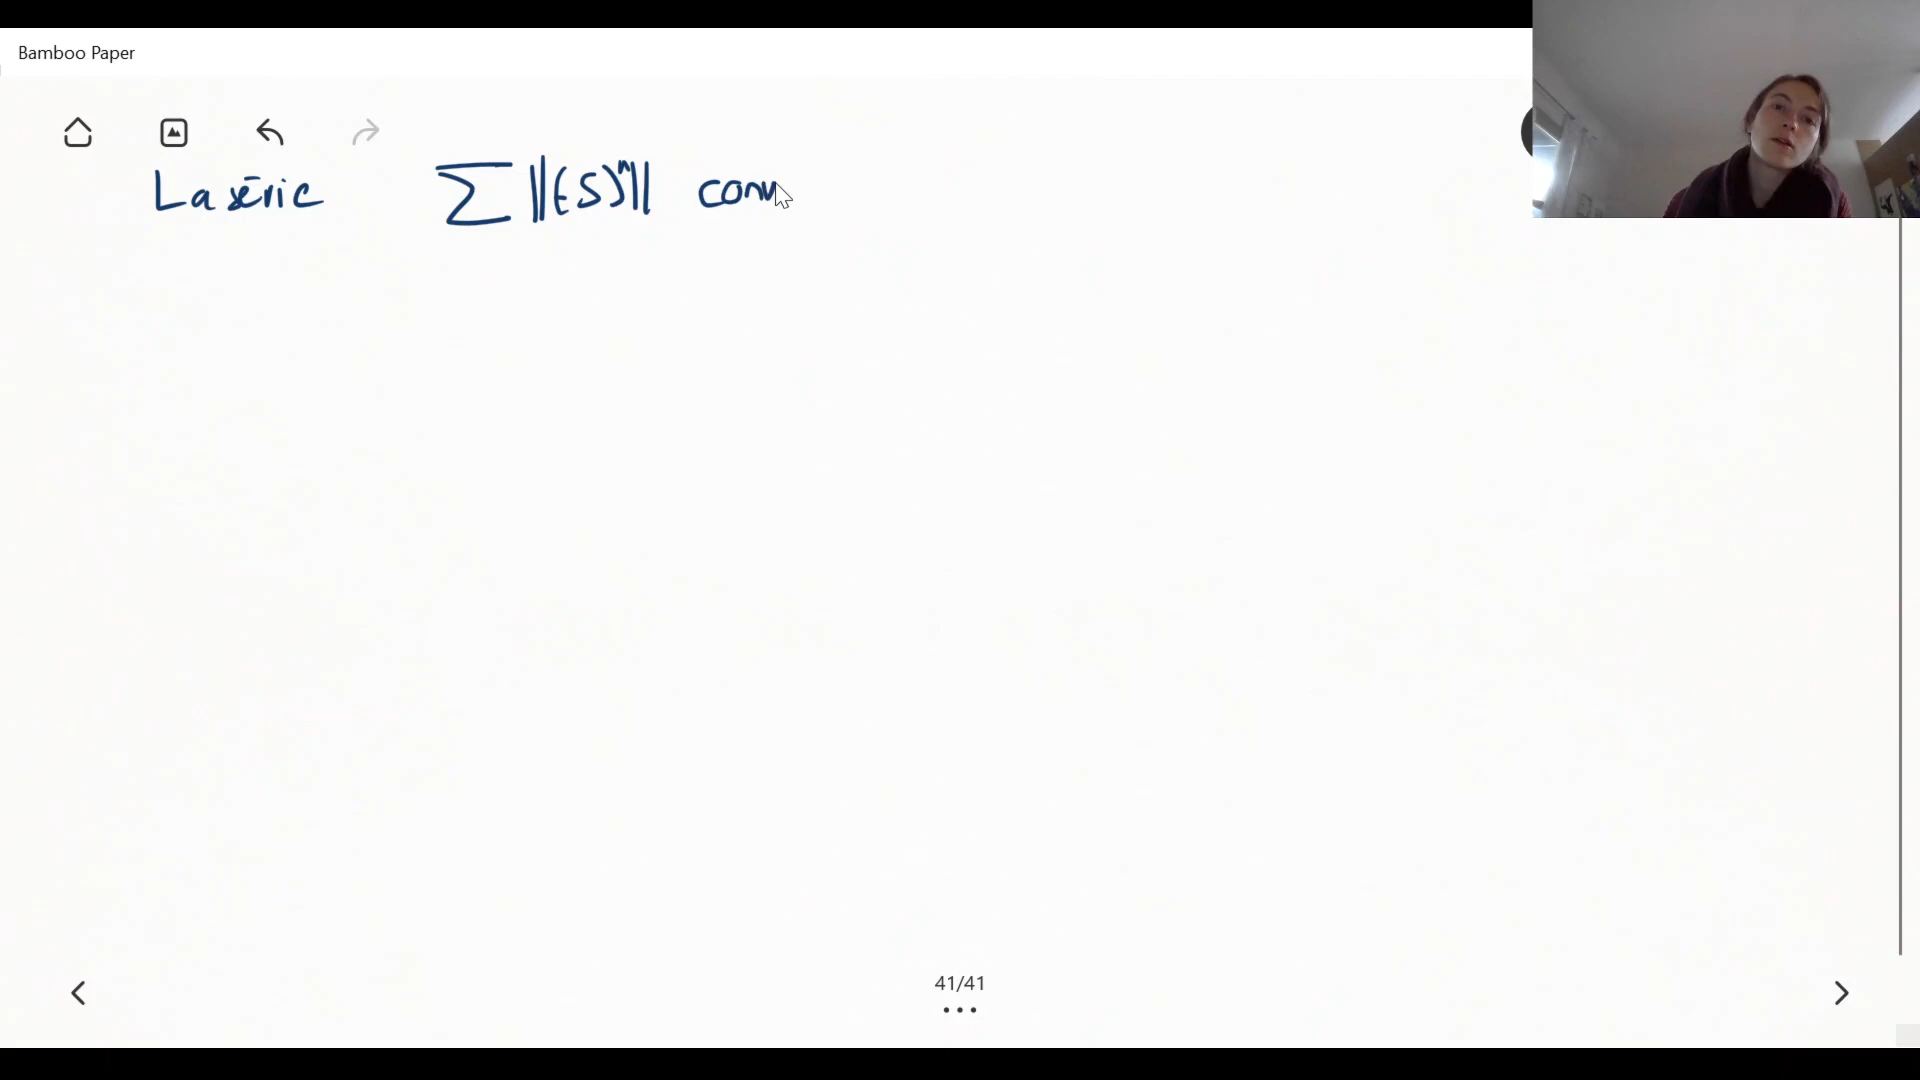 Bamboo Paper
La série ∑ ||(-S)ⁿ|| conv
41/41